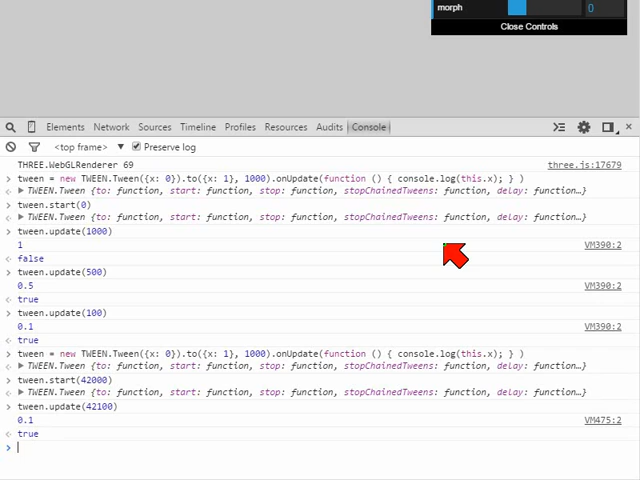 morph 0
Close Controls
Elements Network Sources Timeline Profiles Resources Audits Console
<top frame> Preserve log
THREE.WebGLRenderer 69 three.js:17679
tween = new TWEEN.Tween({x: 0}).to({x: 1}, 1000).onUpdate(function () { console.log(this.x); } )
TWEEN.Tween {to: function, start: function, stop: function, stopChainedTweens: function, delay: function…}
tween.start(0)
TWEEN.Tween {to: function, start: function, stop: function, stopChainedTweens: function, delay: function…}
tween.update(1000)
1 VM390:2
false
tween.update(500)
0.5 VM390:2
true
tween.update(100)
0.1 VM390:2
true
tween = new TWEEN.Tween({x: 0}).to({x: 1}, 1000).onUpdate(function () { console.log(this.x); } )
TWEEN.Tween {to: function, start: function, stop: function, stopChainedTweens: function, delay: function…}
tween.start(42000)
TWEEN.Tween {to: function, start: function, stop: function, stopChainedTweens: function, delay: function…}
tween.update(42100)
0.1 VM475:2
true